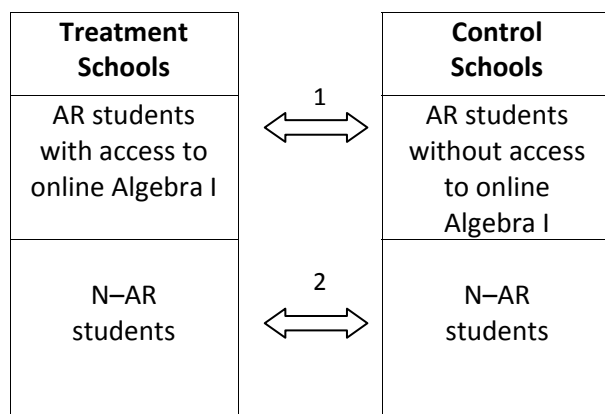 Treatment
Schools
AR students
with access to
online Algebra I
N–AR
students
1
2
Control
Schools
AR students
without access
to online
Algebra I
N–AR
students